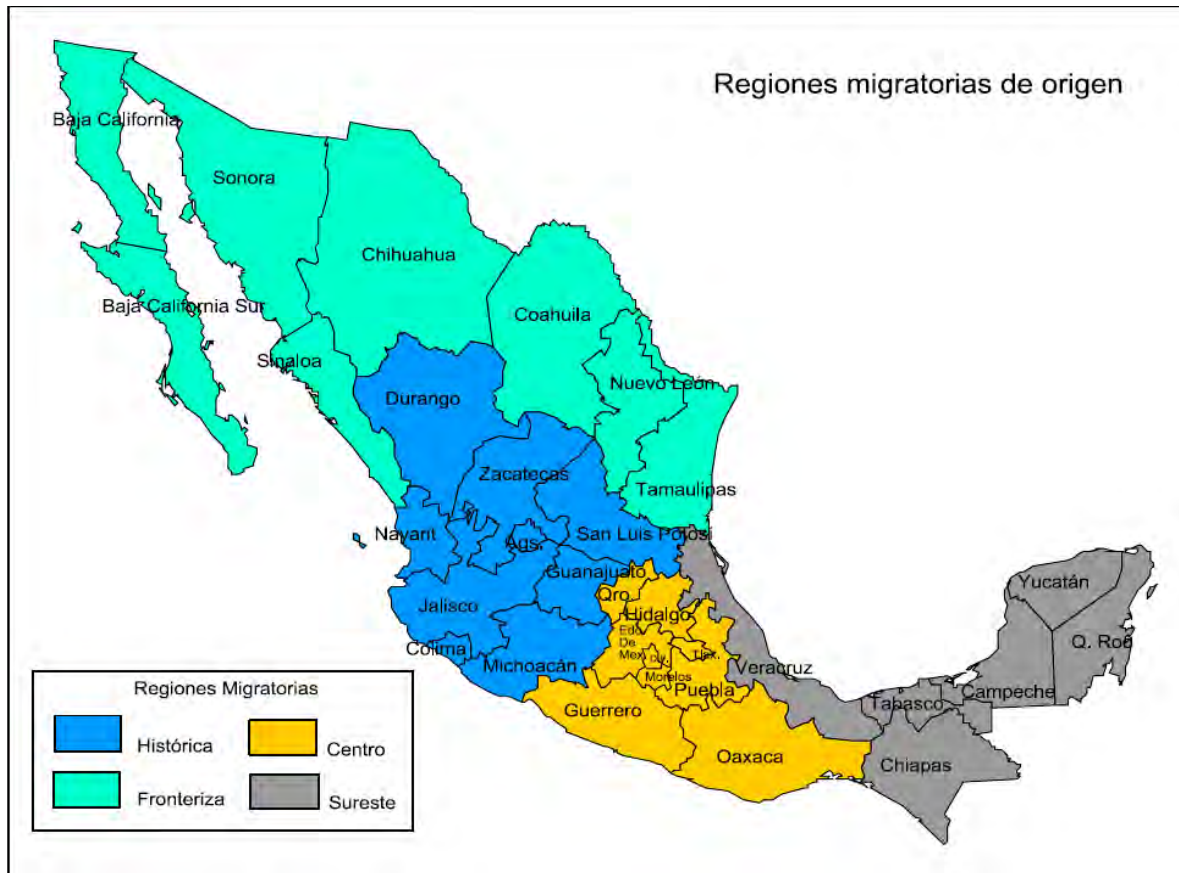 Regiones migratorias de origen
Baja California
Sonora
Chihuahua
Baja California Sur
Coahuila
Sinaloa
Nuevo León
Durango
Zacatecas
Tamaulipas
Nayarit
Ags.
San Luis Potosí
Guanajuato
Yucatán
Qro
Jalisco
Hidalgo
Edo.
De
Mex.
Q. Roo
Colima
D.F.
Tlax.
Michoacán
Morelos
Veracruz
Puebla
Campeche
Tabasco
Guerrero
Oaxaca
Chiapas
Regiones Migratorias
Histórica
Centro
Fronteriza
Sureste